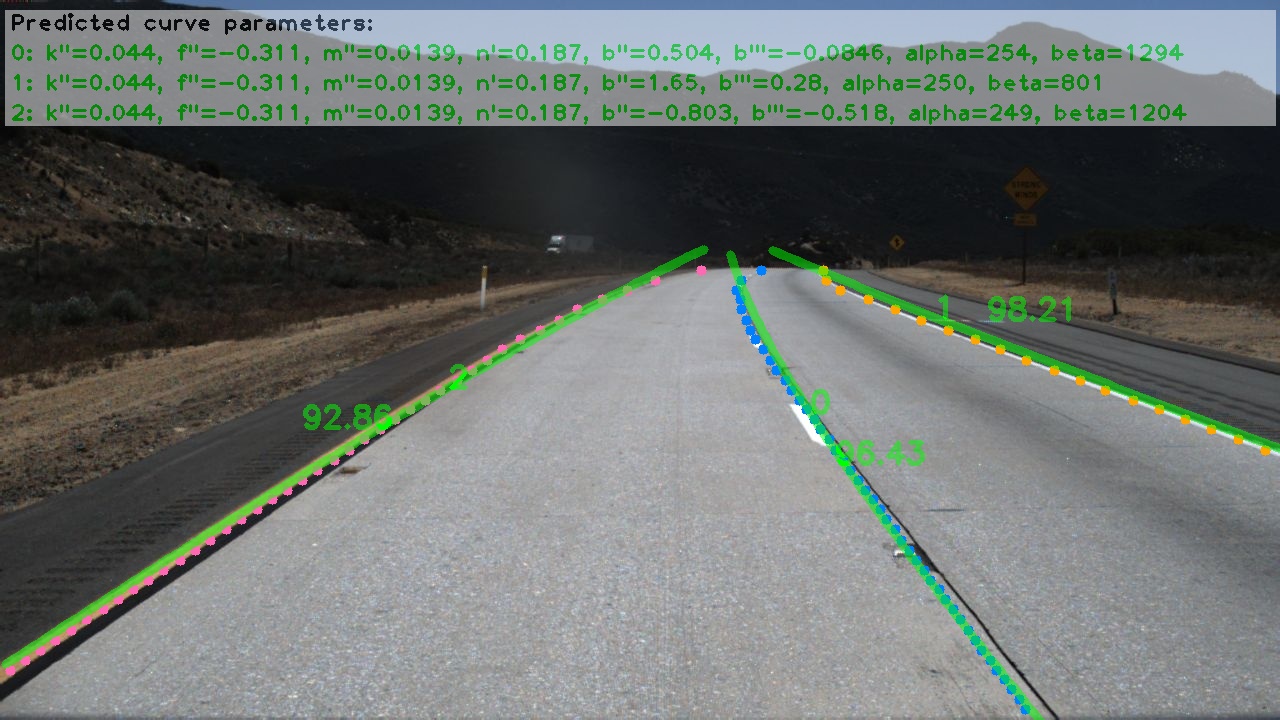 Predicted curve parameters:
0: k''=0.044, f''=-0.311, m''=0.0139, n'=0.187, b''=0.504, b'''=-0.0846, alpha=254, beta=1294
1: k''=0.044, f''=-0.311, m''=0.0139, n'=0.187, b''=1.65, b'''=0.28, alpha=250, beta=801
2: k''=0.044, f''=-0.311, m''=0.0139, n'=0.187, b''=-0.803, b'''=-0.518, alpha=249, beta=1204
STRONG
WINDS
1 98.21
2
0
92.86
96.43